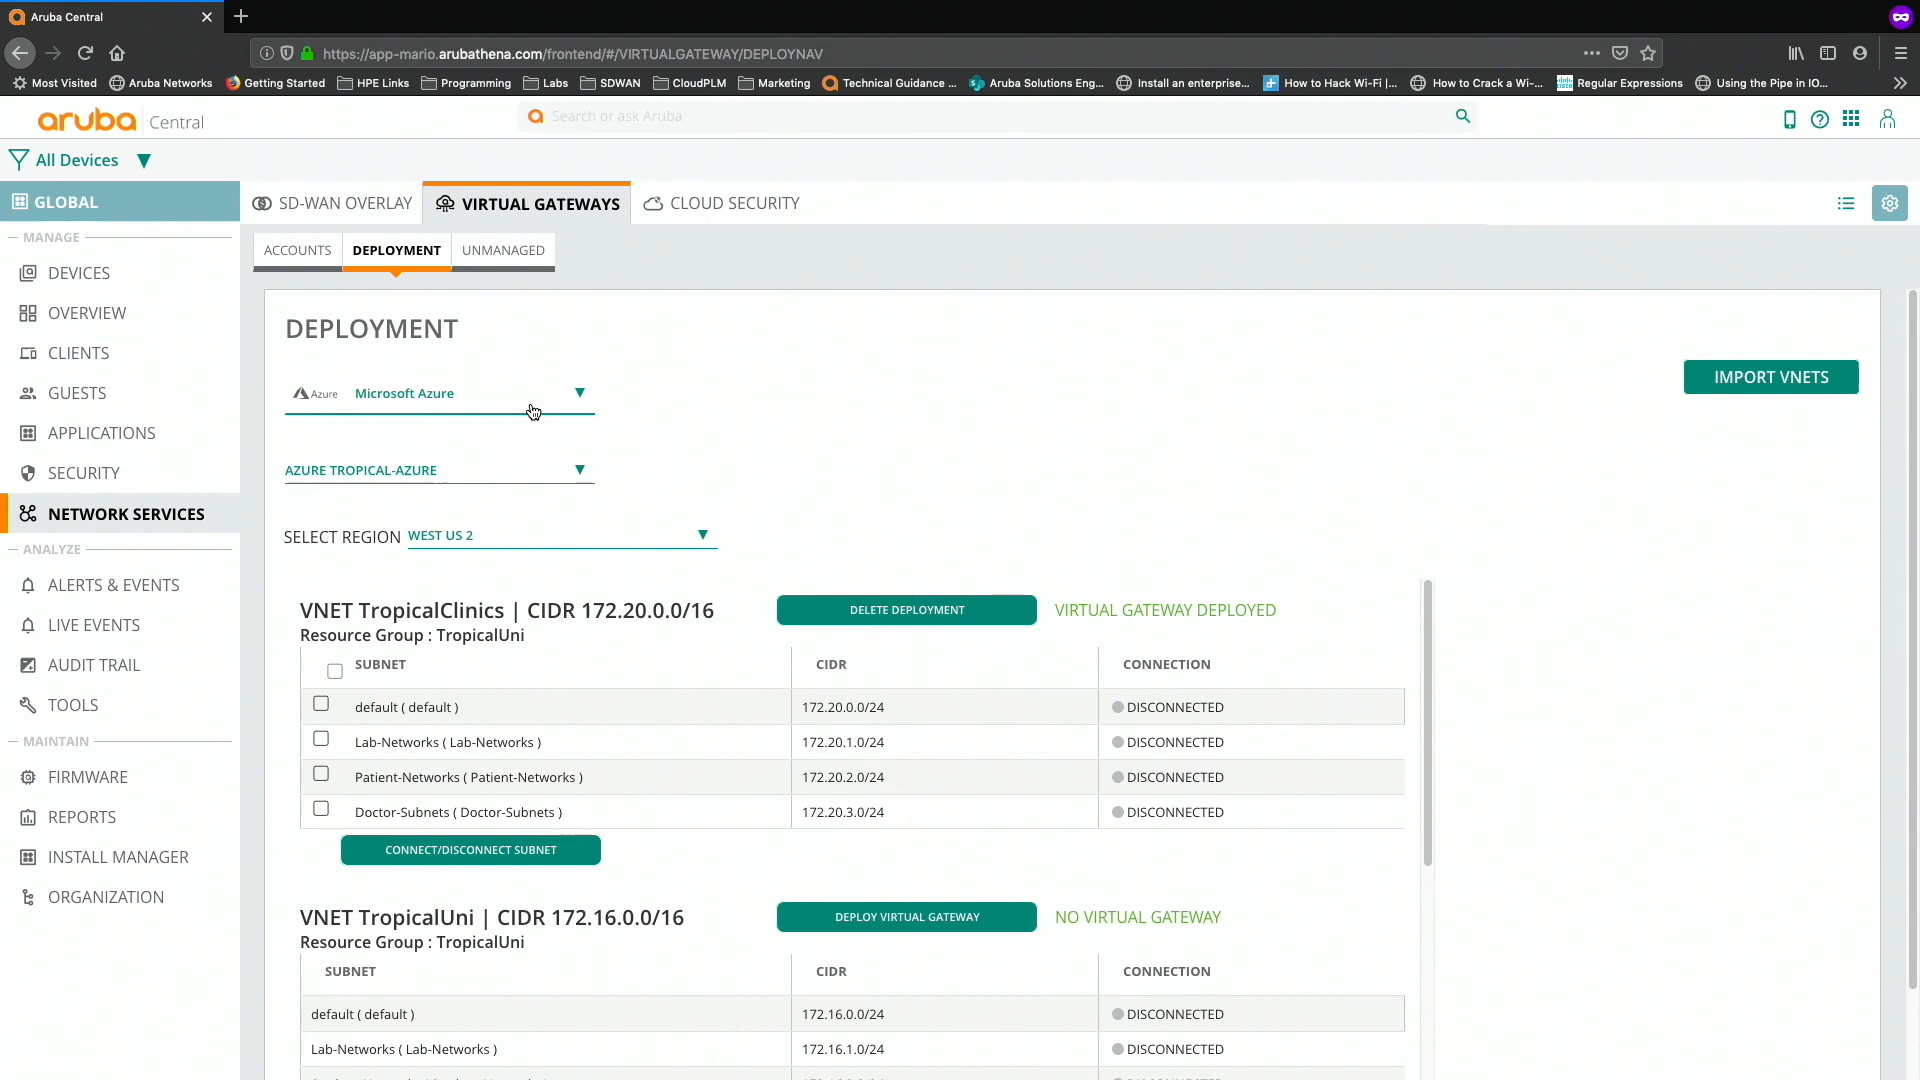 Aruba Central
https://app-mario.arubathena.com/frontend/#/VIRTUALGATEWAY/DEPLOYNAV
Most Visited Aruba Networks Getting Started HPE Links Programming Labs SDWAN CloudPLM Marketing Technical Guidance ... Aruba Solutions Eng... Install an enterprise... How to Hack Wi-Fi |... How to Crack a Wi-... Regular Expressions Using the Pipe in IO...
aruba Central
Search or ask Aruba
All Devices
GLOBAL
SD-WAN OVERLAY VIRTUAL GATEWAYS CLOUD SECURITY
MANAGE
DEVICES
OVERVIEW
CLIENTS
GUESTS
APPLICATIONS
SECURITY
NETWORK SERVICES
ANALYZE
ALERTS & EVENTS
LIVE EVENTS
AUDIT TRAIL
TOOLS
MAINTAIN
FIRMWARE
REPORTS
INSTALL MANAGER
ORGANIZATION
ACCOUNTS DEPLOYMENT UNMANAGED
DEPLOYMENT
IMPORT VNETS
Azure Microsoft Azure
AZURE TROPICAL-AZURE
SELECT REGION WEST US 2
VNET TropicalClinics | CIDR 172.20.0.0/16 DELETE DEPLOYMENT VIRTUAL GATEWAY DEPLOYED
Resource Group : TropicalUni
SUBNET CIDR CONNECTION
default ( default ) 172.20.0.0/24 DISCONNECTED
Lab-Networks ( Lab-Networks ) 172.20.1.0/24 DISCONNECTED
Patient-Networks ( Patient-Networks ) 172.20.2.0/24 DISCONNECTED
Doctor-Subnets ( Doctor-Subnets ) 172.20.3.0/24 DISCONNECTED
CONNECT/DISCONNECT SUBNET
VNET TropicalUni | CIDR 172.16.0.0/16 DEPLOY VIRTUAL GATEWAY NO VIRTUAL GATEWAY
Resource Group : TropicalUni
SUBNET CIDR CONNECTION
default ( default ) 172.16.0.0/24 DISCONNECTED
Lab-Networks ( Lab-Networks ) 172.16.1.0/24 DISCONNECTED